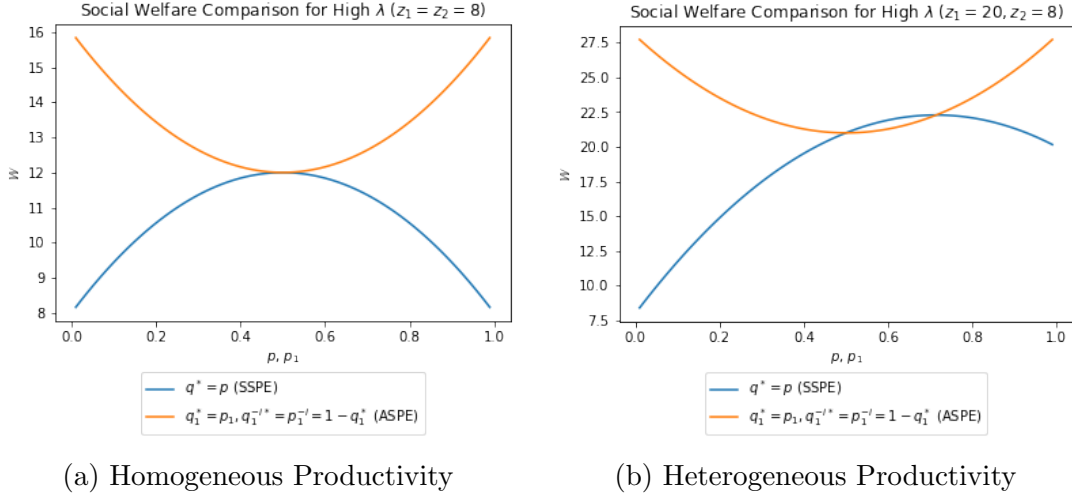 Social Welfare Comparison for High λ (z₁ = z₂ = 8)
16
15
14
13
12
11
10
9
8
W
0.0 0.2 0.4 0.6 0.8 1.0
p, p₁
q* = p (SSPE)
q₁* = p₁, q₁⁻ⁱ* = p₁⁻ⁱ = 1 − q₁* (ASPE)
(a) Homogeneous Productivity
Social Welfare Comparison for High λ (z₁ = 20, z₂ = 8)
27.5
25.0
22.5
20.0
17.5
15.0
12.5
10.0
7.5
W
0.0 0.2 0.4 0.6 0.8 1.0
p, p₁
q* = p (SSPE)
q₁* = p₁, q₁⁻ⁱ* = p₁⁻ⁱ = 1 − q₁* (ASPE)
(b) Heterogeneous Productivity